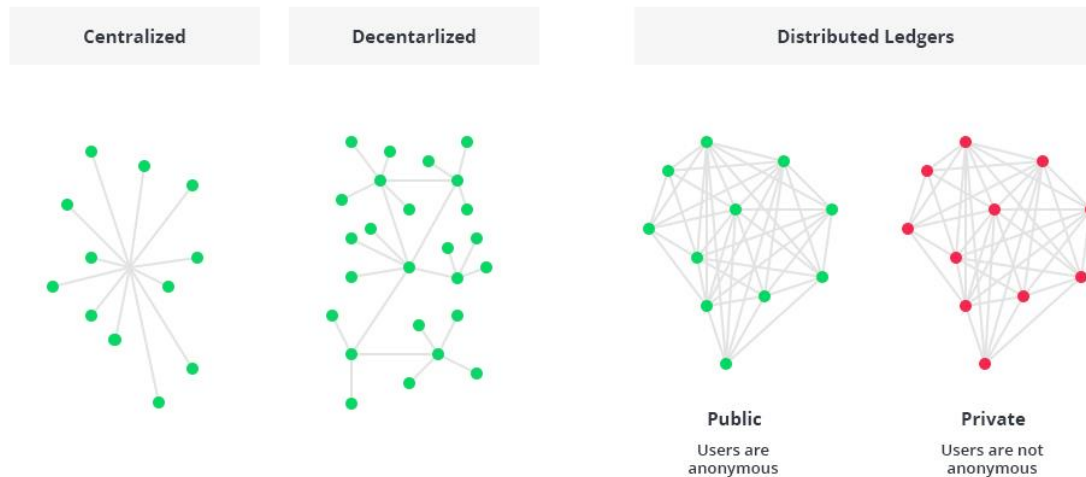 Centralized
Decentarlized
Distributed Ledgers
Public
Users are
anonymous
Private
Users are not
anonymous